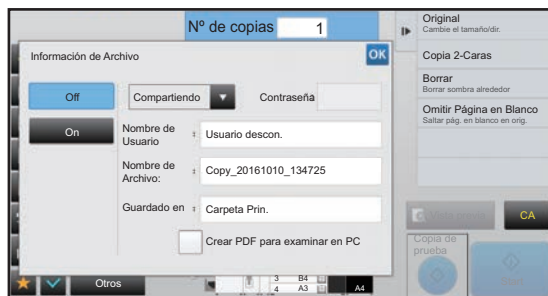 Nº de copias 1
Original
Cambie el tamaño/dir.
Copia 2-Caras
Borrar
Borrar sombra alrededor
Omitir Página en Blanco
Saltar pág. en blanco en orig.
CA
Copia de
prueba
Información de Archivo
OK
Off
On
Compartiendo
Contraseña
Nombre de
Usuario :
Usuario descon.
Nombre de
Archivo: :
Copy_20161010_134725
Guardado en :
Carpeta Prin.
Crear PDF para examinar en PC
Otros
3 B4
4 A3
A4